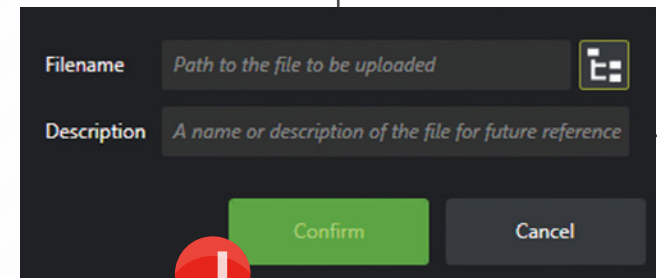 Filename Path to the file to be uploaded
Description A name or description of the file for future reference
Confirm Cancel